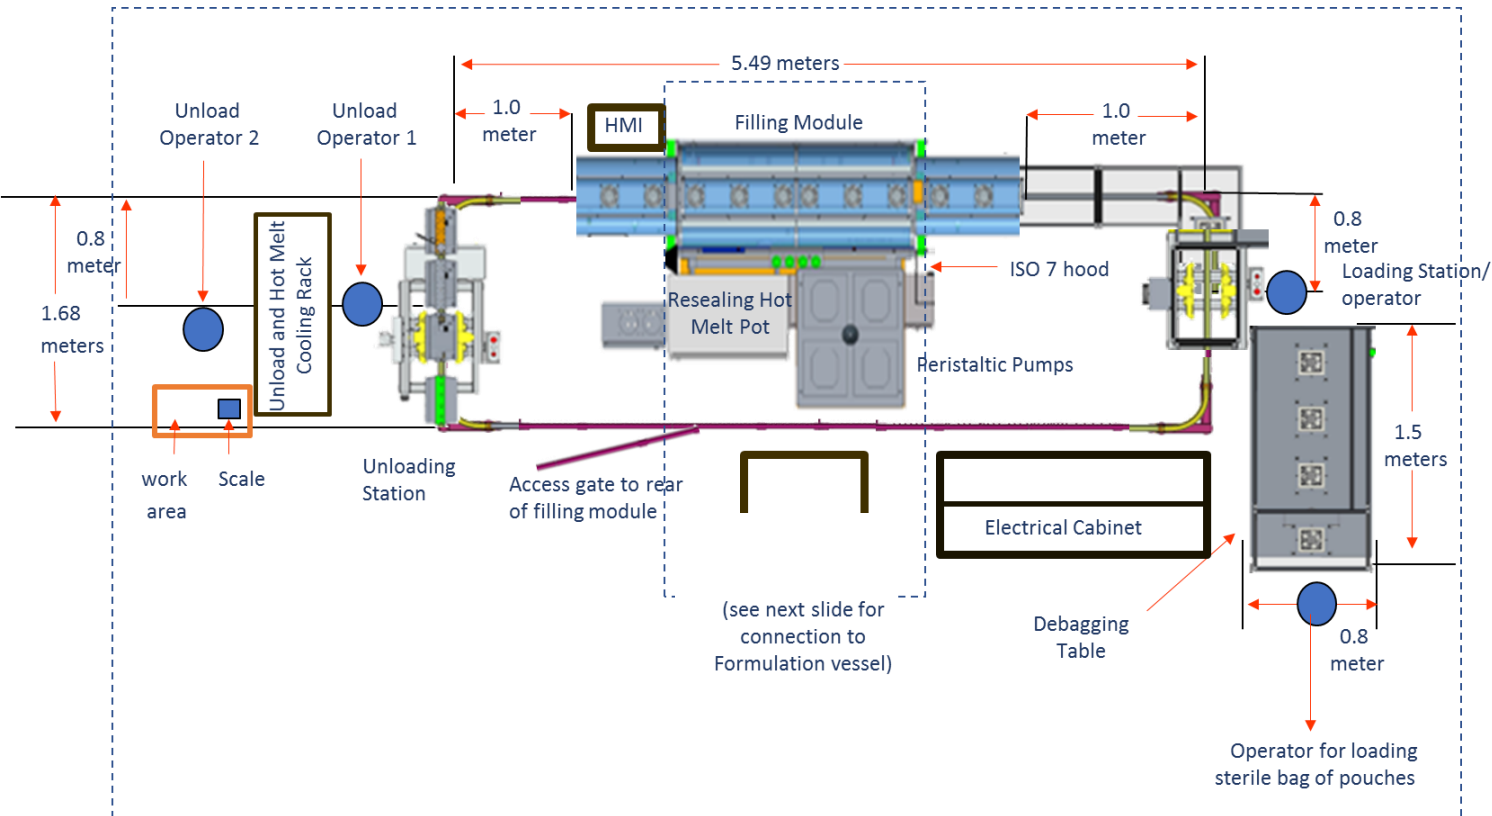 5.49 meters
Unload
Operator 2
Unload
Operator 1
1.0
meter
HMI
Filling Module
1.0
meter
0.8
meter
1.68
meters
Unload and Hot Melt
Cooling Rack
Resealing Hot
Melt Pot
ISO 7 hood
0.8
meter
Loading Station/
operator
Peristaltic Pumps
1.5
meters
work
area
Scale
Unloading
Station
Access gate to rear
of filling module
Electrical Cabinet
(see next slide for
connection to
Formulation vessel)
Debagging
Table
0.8
meter
Operator for loading
sterile bag of pouches